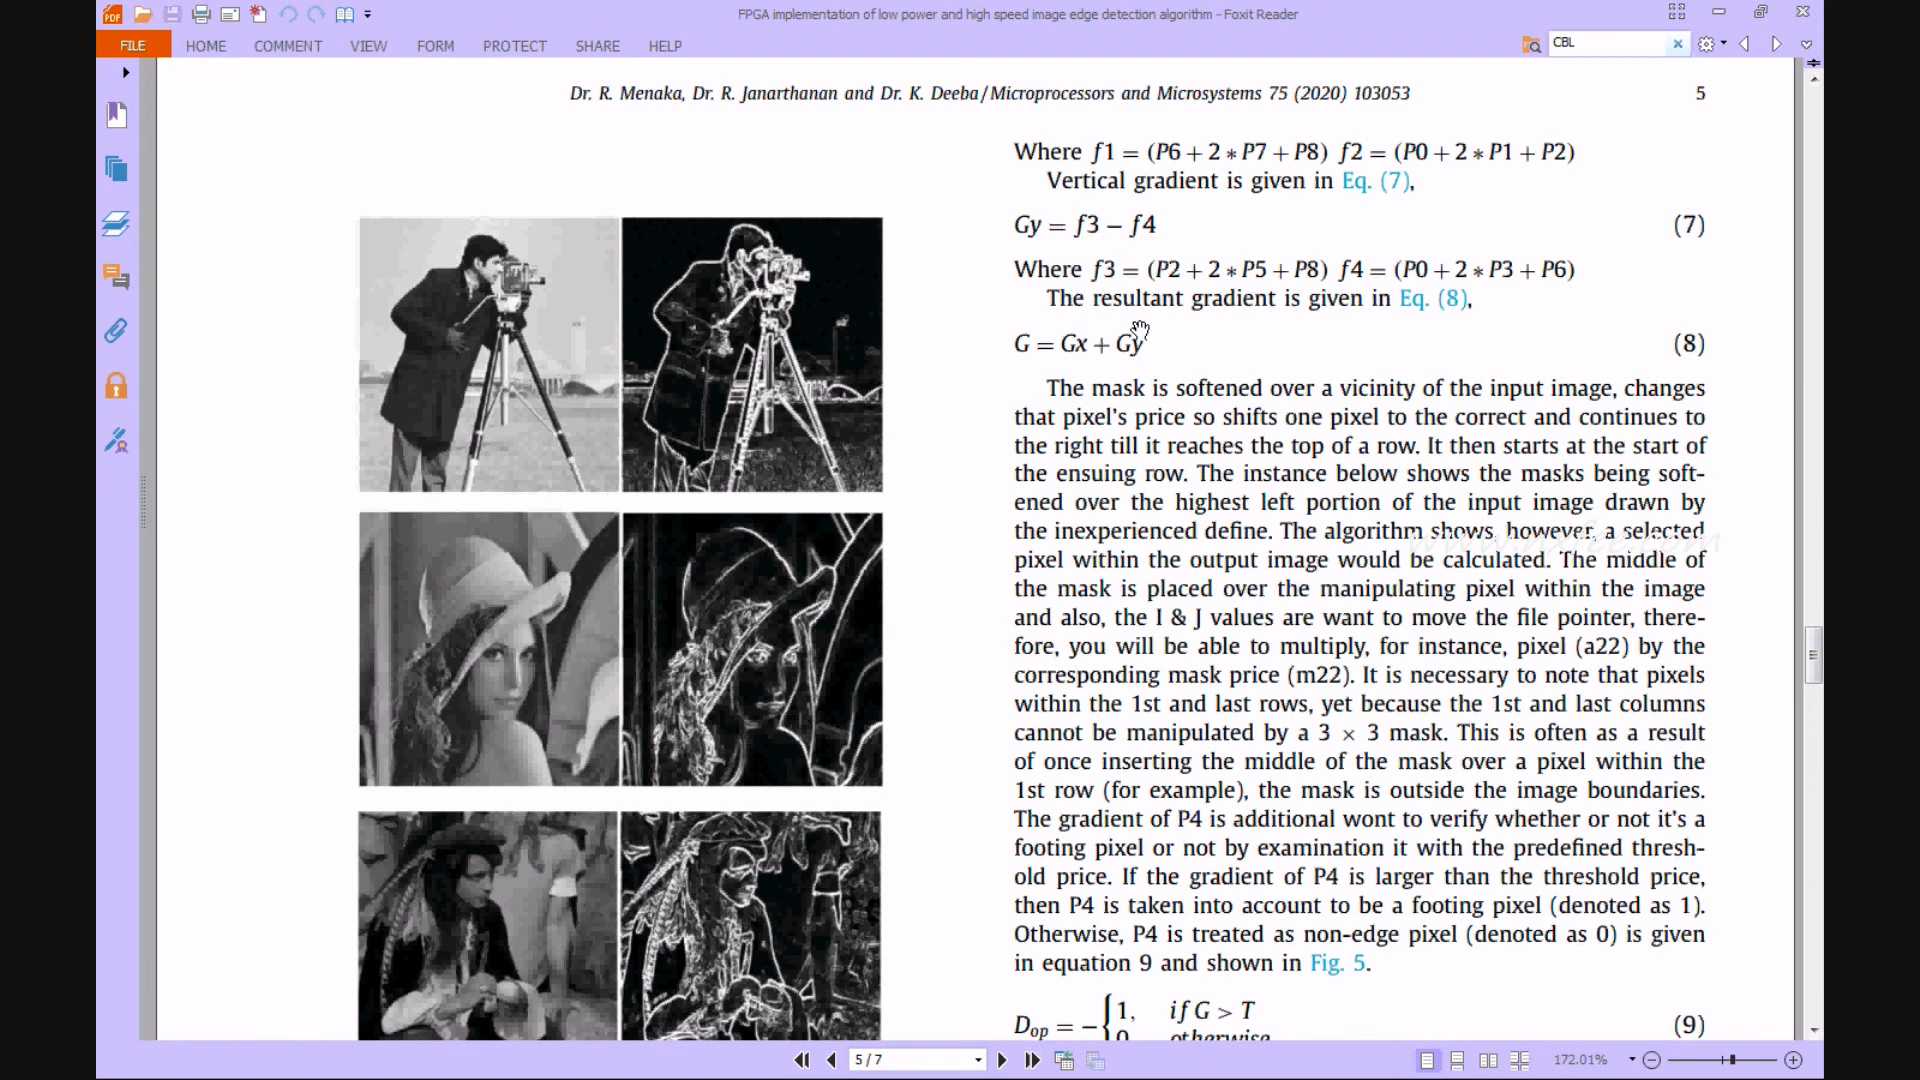 FPGA implementation of low power and high speed image edge detection algorithm - Foxit Reader
FILE HOME COMMENT VIEW FORM PROTECT SHARE HELP
CBL
Dr. R. Menaka, Dr. R. Janarthanan and Dr. K. Deeba / Microprocessors and Microsystems 75 (2020) 103053 5
Where f1 = (P6 + 2 * P7 + P8) f2 = (P0 + 2 * P1 + P2)
Vertical gradient is given in Eq. (7),
Gy = f3 − f4 (7)
Where f3 = (P2 + 2 * P5 + P8) f4 = (P0 + 2 * P3 + P6)
The resultant gradient is given in Eq. (8),
G = Gx + Gy (8)
The mask is softened over a vicinity of the input image, changes
that pixel's price so shifts one pixel to the correct and continues to
the right till it reaches the top of a row. It then starts at the start of
the ensuing row. The instance below shows the masks being soft-
ened over the highest left portion of the input image drawn by
the inexperienced define. The algorithm shows, however, a selected
www.nxfee.com
pixel within the output image would be calculated. The middle of
the mask is placed over the manipulating pixel within the image
and also, the I & J values are want to move the file pointer, there-
fore, you will be able to multiply, for instance, pixel (a22) by the
corresponding mask price (m22). It is necessary to note that pixels
within the 1st and last rows, yet because the 1st and last columns
cannot be manipulated by a 3 × 3 mask. This is often as a result
of once inserting the middle of the mask over a pixel within the
1st row (for example), the mask is outside the image boundaries.
The gradient of P4 is additional wont to verify whether or not it's a
footing pixel or not by examination it with the predefined thresh-
old price. If the gradient of P4 is larger than the threshold price,
then P4 is taken into account to be a footing pixel (denoted as 1).
Otherwise, P4 is treated as non-edge pixel (denoted as 0) is given
in equation 9 and shown in Fig. 5.
Dop = − { 1, if G > T (9)
0 otherwise
5 / 7
172.01%